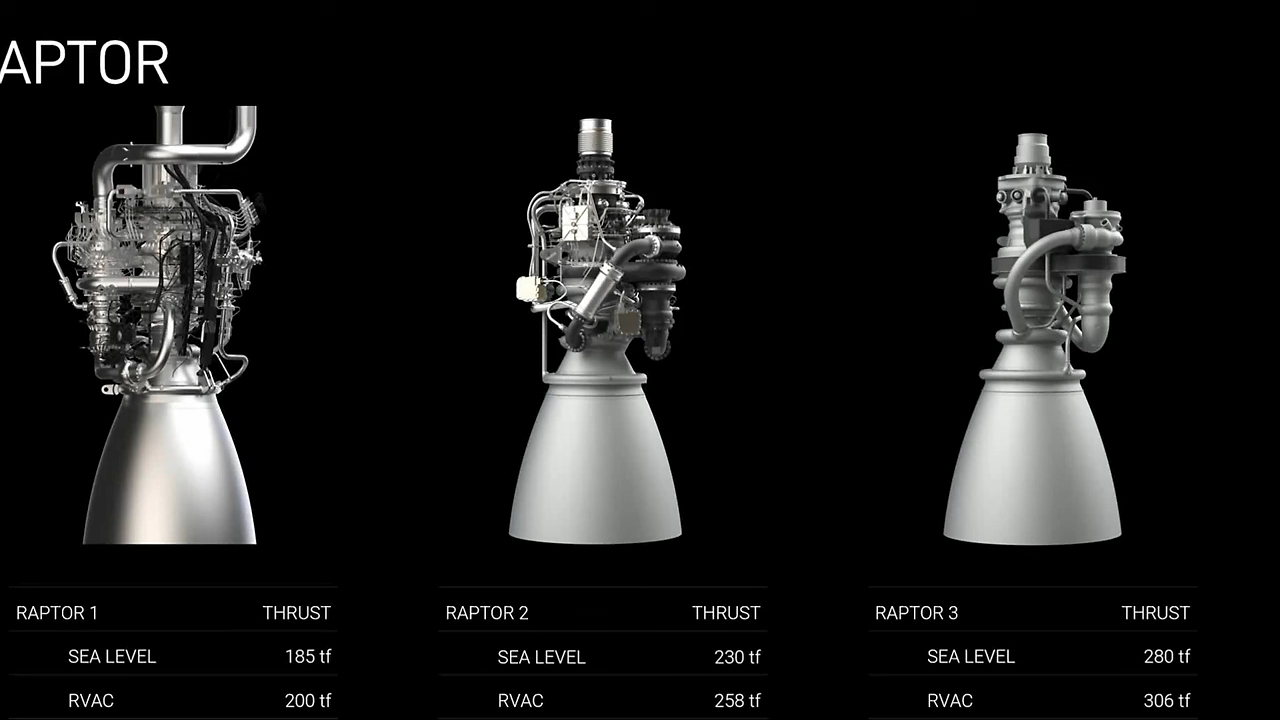 APTOR
RAPTOR 1 THRUST
SEA LEVEL 185 tf
RVAC 200 tf
RAPTOR 2 THRUST
SEA LEVEL 230 tf
RVAC 258 tf
RAPTOR 3 THRUST
SEA LEVEL 280 tf
RVAC 306 tf